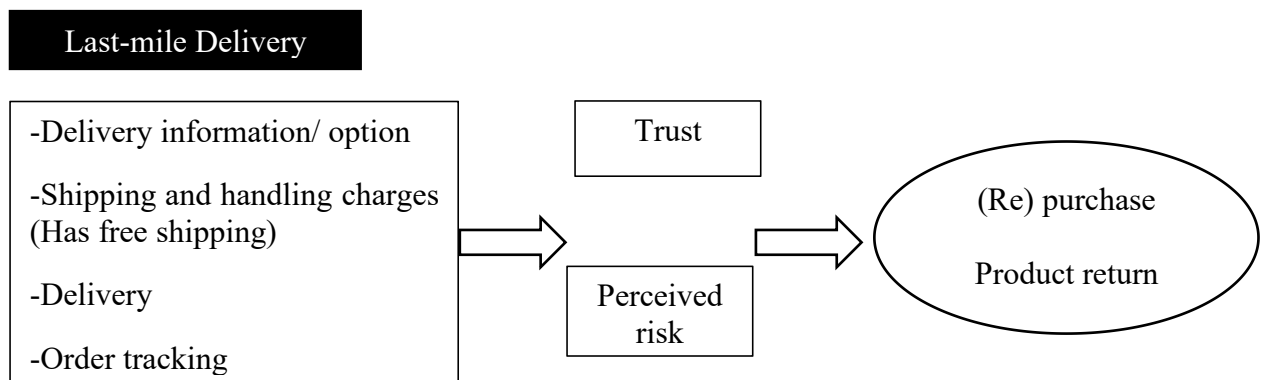 Last-mile Delivery
-Delivery information/ option
-Shipping and handling charges
(Has free shipping)
-Delivery
-Order tracking
Trust
Perceived
risk
(Re) purchase
Product return